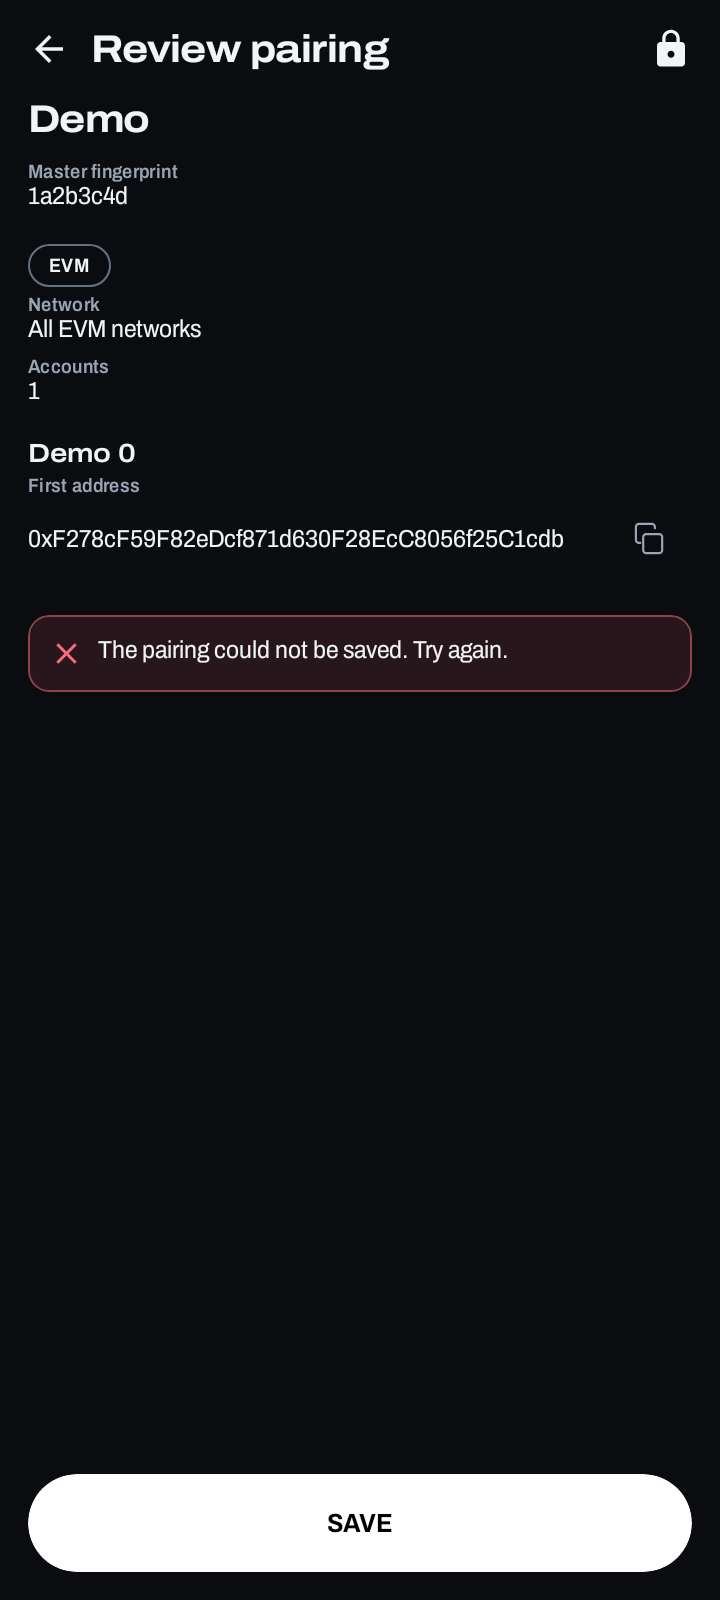 Review pairing
Demo
Master fingerprint
1a2b3c4d
EVM
Network
All EVM networks
Accounts
1
Demo 0
First address
0xF278cF59F82eDcf871d630F28EcC8056f25C1cdb
The pairing could not be saved. Try again.
SAVE